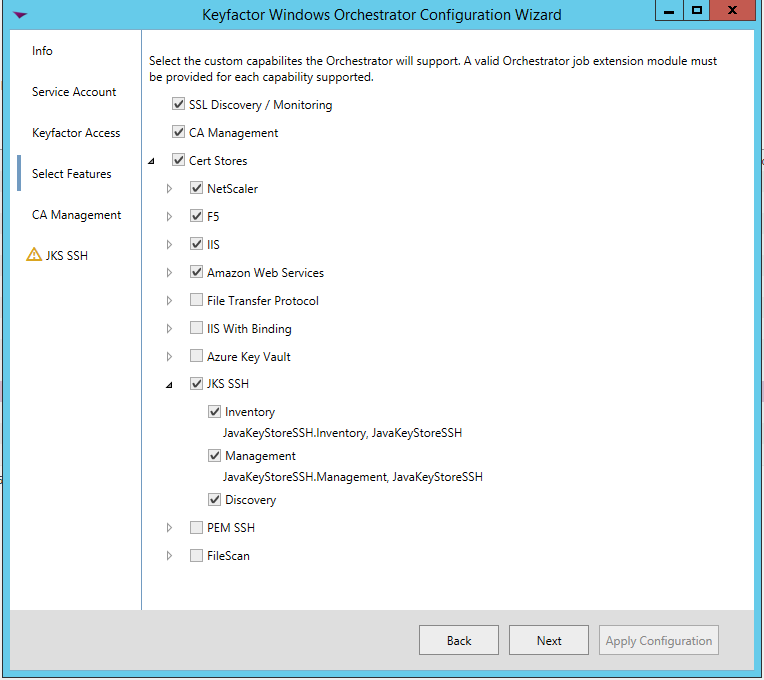 Keyfactor Windows Orchestrator Configuration Wizard
Info
Service Account
Keyfactor Access
Select Features
CA Management
JKS SSH
Select the custom capabilites the Orchestrator will support. A valid Orchestrator job extension module must
be provided for each capability supported.
SSL Discovery / Monitoring
CA Management
Cert Stores
NetScaler
F5
IIS
Amazon Web Services
File Transfer Protocol
IIS With Binding
Azure Key Vault
JKS SSH
Inventory
JavaKeyStoreSSH.Inventory, JavaKeyStoreSSH
Management
JavaKeyStoreSSH.Management, JavaKeyStoreSSH
Discovery
PEM SSH
FileScan
Back
Next
Apply Configuration